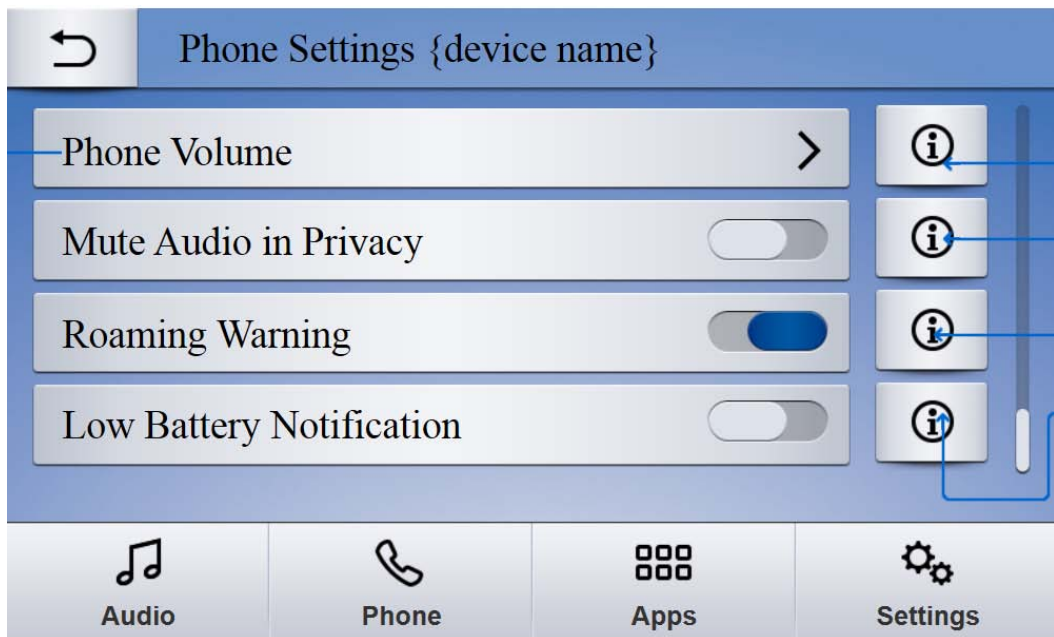 Phone Settings {device name}
Phone Volume
Mute Audio in Privacy
Roaming Warning
Low Battery Notification
Audio Phone Apps Settings